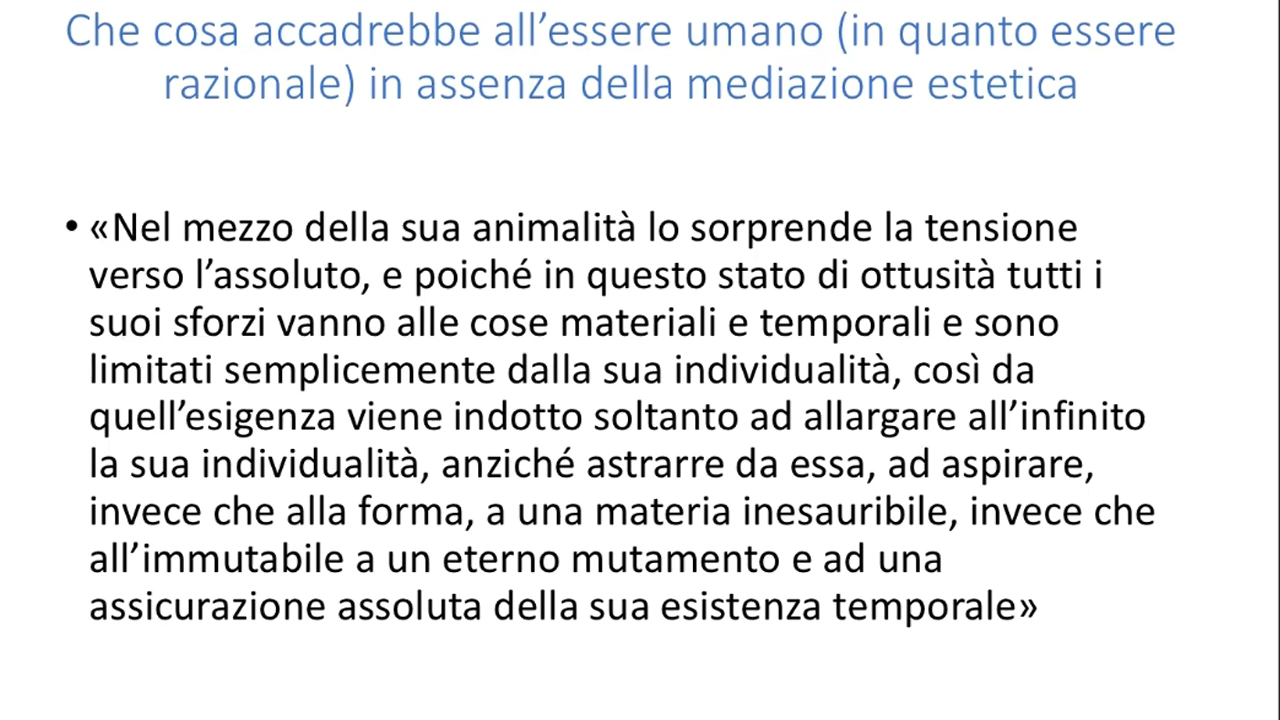 Che cosa accadrebbe all’essere umano (in quanto essere
razionale) in assenza della mediazione estetica
• «Nel mezzo della sua animalità lo sorprende la tensione
verso l’assoluto, e poiché in questo stato di ottusità tutti i
suoi sforzi vanno alle cose materiali e temporali e sono
limitati semplicemente dalla sua individualità, così da
quell’esigenza viene indotto soltanto ad allargare all’infinito
la sua individualità, anziché astrarre da essa, ad aspirare,
invece che alla forma, a una materia inesauribile, invece che
all’immutabile a un eterno mutamento e ad una
assicurazione assoluta della sua esistenza temporale»